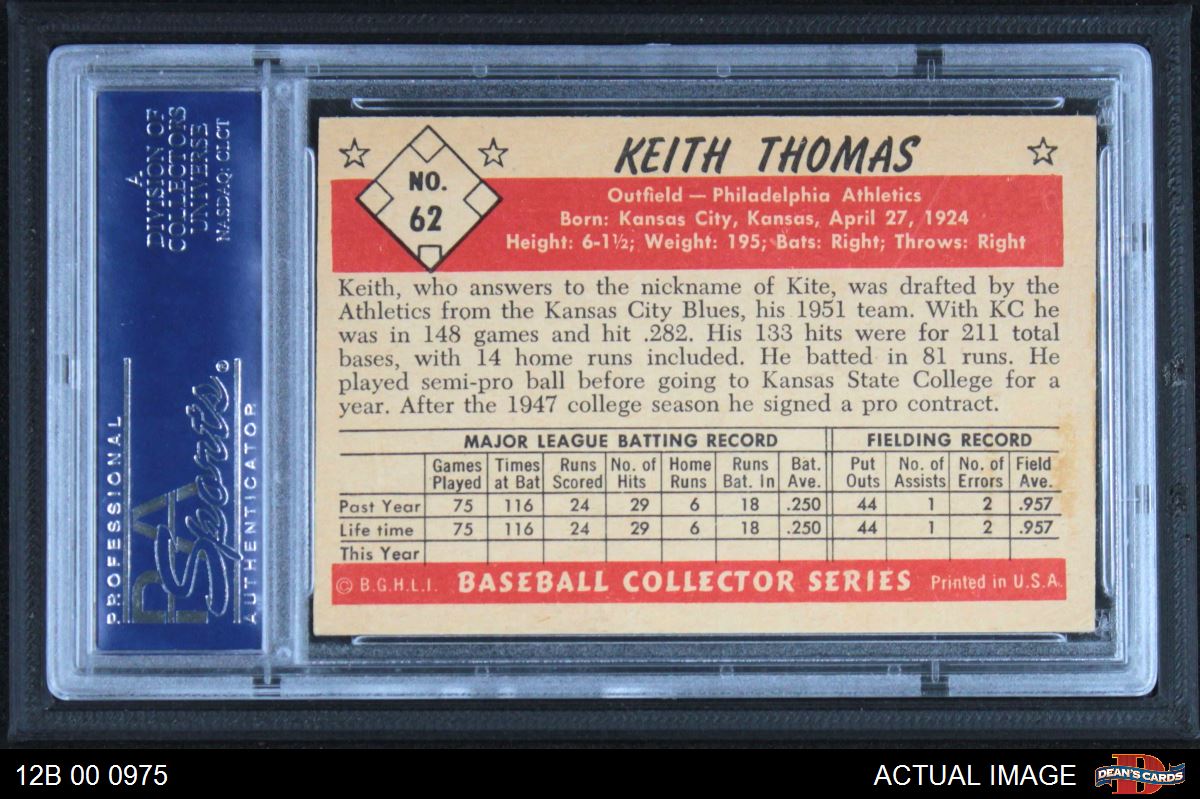 A
DIVISION OF
COLLECTORS
UNIVERSE
NASDAQ: CLCT
PROFESSIONAL
PSA
Sports®
AUTHENTICATOR
NO.
62
KEITH THOMAS
Outfield — Philadelphia Athletics
Born: Kansas City, Kansas, April 27, 1924
Height: 6-1½; Weight: 195; Bats: Right; Throws: Right
Keith, who answers to the nickname of Kite, was drafted by the
Athletics from the Kansas City Blues, his 1951 team. With KC he
was in 148 games and hit .282. His 133 hits were for 211 total
bases, with 14 home runs included. He batted in 81 runs. He
played semi-pro ball before going to Kansas State College for a
year. After the 1947 college season he signed a pro contract.
MAJOR LEAGUE BATTING RECORD FIELDING RECORD
Games Times Runs No. of Home Runs Bat. Put No. of No. of Field
Played at Bat Scored Hits Runs Bat. In Ave. Outs Assists Errors Ave.
Past Year 75 116 24 29 6 18 .250 44 1 2 .957
Life time 75 116 24 29 6 18 .250 44 1 2 .957
This Year
© B.G.H.L.I. BASEBALL COLLECTOR SERIES Printed in U.S.A.
12B 00 0975 ACTUAL IMAGE
DEAN'S CARDS